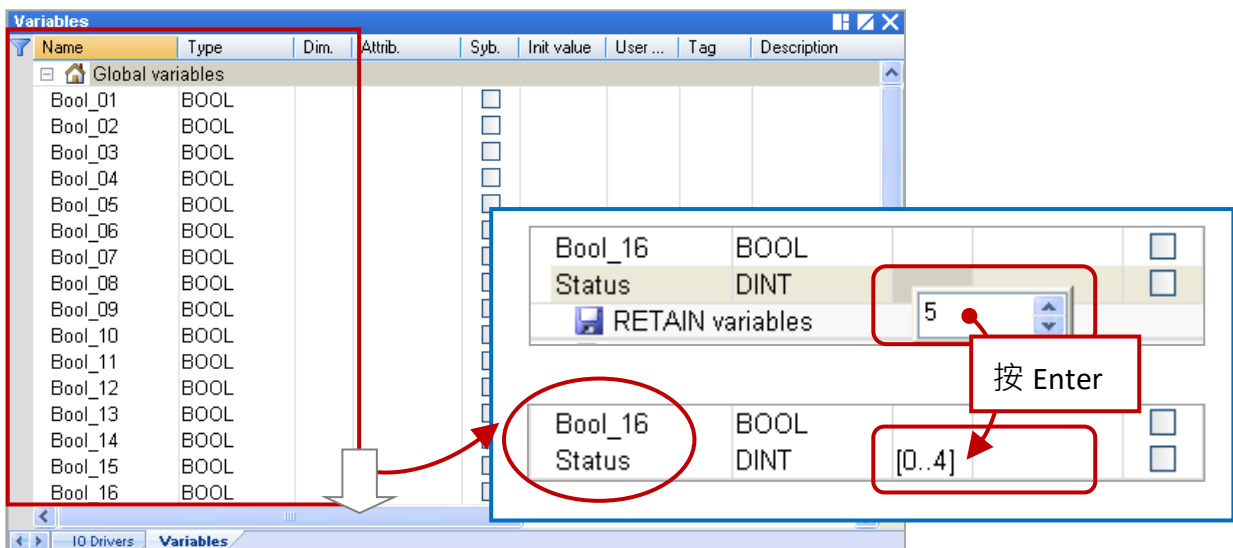 Variables
Name Type Dim. Attrib. Syb. Init value User ... Tag Description
Global variables
Bool_01 BOOL
Bool_02 BOOL
Bool_03 BOOL
Bool_04 BOOL
Bool_05 BOOL
Bool_06 BOOL
Bool_07 BOOL
Bool_08 BOOL
Bool_09 BOOL
Bool_10 BOOL
Bool_11 BOOL
Bool_12 BOOL
Bool_13 BOOL
Bool_14 BOOL
Bool_15 BOOL
Bool_16 BOOL
IO Drivers Variables
Bool_16 BOOL
Status DINT
RETAIN variables 5
按 Enter
Bool_16 BOOL
Status DINT [0..4]